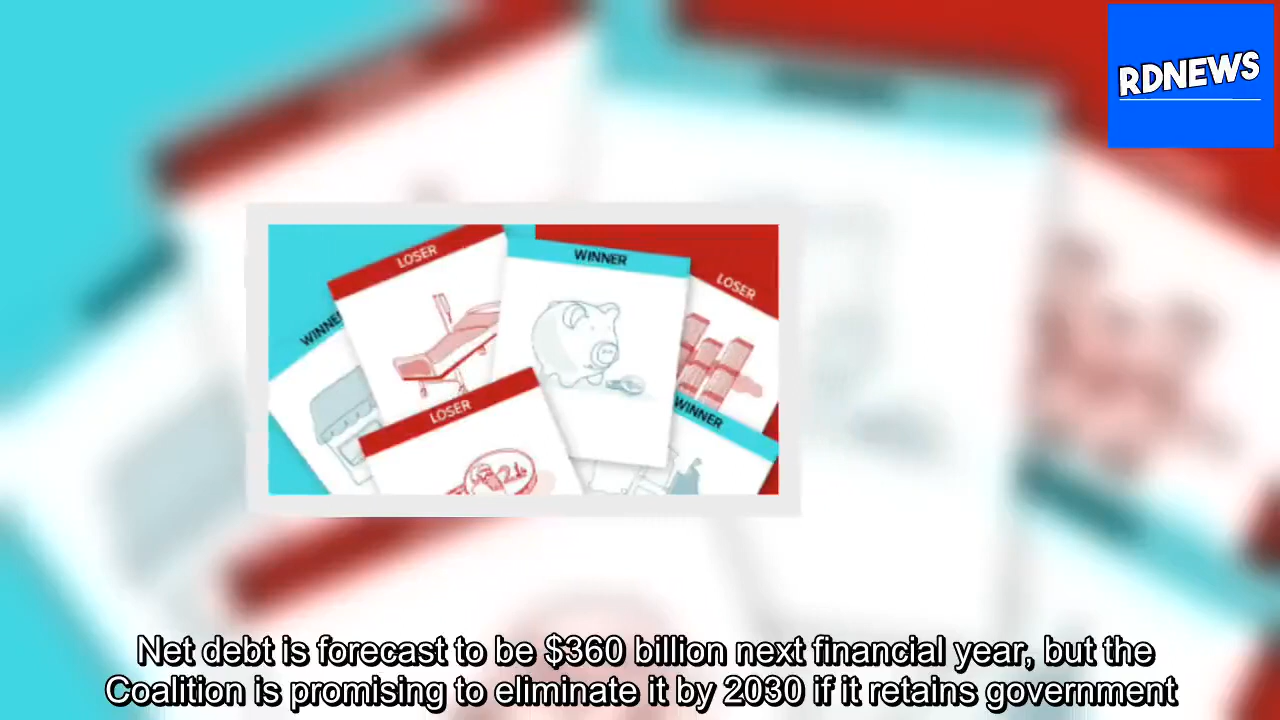 RDNEWS
LOSER
WINNER
LOSER
WINNER
LOSER
WINNER
Net debt is forecast to be $360 billion next financial year, but the
Coalition is promising to eliminate it by 2030 if it retains government